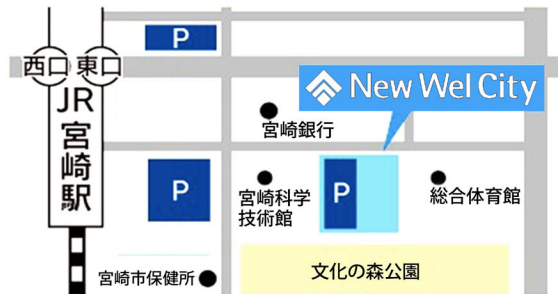 P
西口
東口
New Wel City
JR
宮崎駅
宮崎銀行
P
宮崎科学
技術館
P
総合体育館
宮崎市保健所
文化の森公園